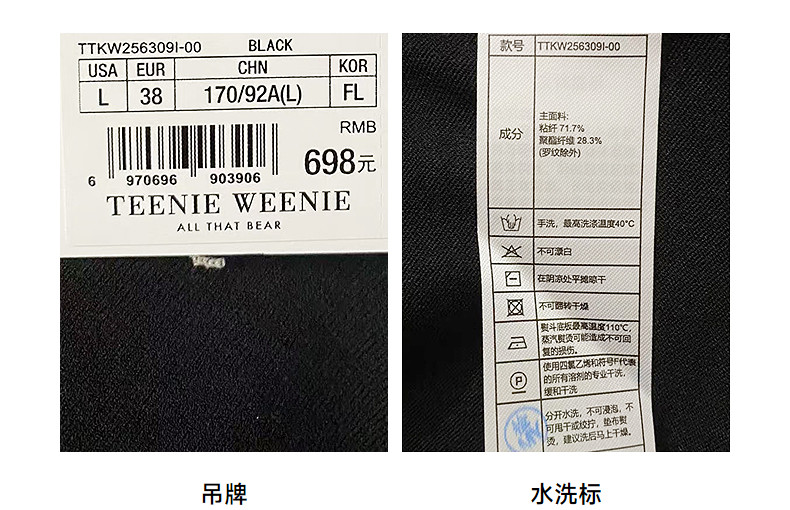 TTKW256309I-00 BLACK
USA EUR CHN KOR
L 38 170/92A(L) FL
RMB
698元
6 970696 903906
TEENIE WEENIE
ALL THAT BEAR
款号 TTKW256309I-00
成分
主面料:
粘纤 71.7%
聚酯纤维 28.3%
(罗纹除外)
手洗，最高洗涤温度40°C
不可漂白
在阴凉处平摊晾干
不可翻转干燥
熨斗底板最高温度110℃,
蒸汽熨烫可能造成不可回
复的损伤。
使用四氯乙烯和符号F代表
的所有溶剂的专业干洗,
缓和干洗
P
分开水洗，不可浸泡，不
可甩干或绞拧，垫布熨
烫，建议洗后马上干燥。
吊牌
水洗标